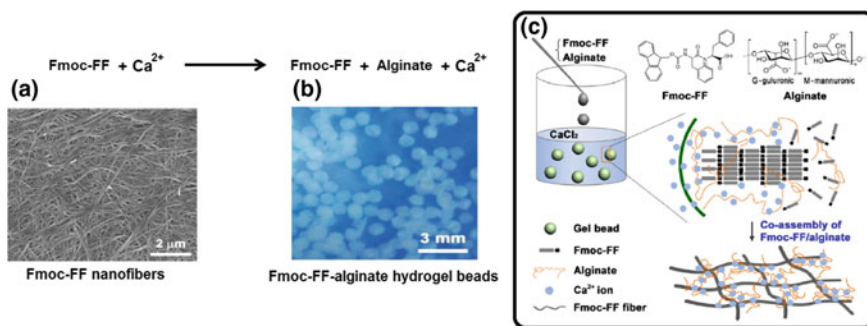 Fmoc-FF + Ca2+
Fmoc-FF + Alginate + Ca2+
(a)
2 μm
Fmoc-FF nanofibers
(b)
3 mm
Fmoc-FF-alginate hydrogel beads
(c)
Fmoc-FF
Alginate
CaCl2
Fmoc-FF
G-guluronic
M-mannuronic
Alginate
Gel bead
Fmoc-FF
Alginate
Ca2+ ion
Fmoc-FF fiber
Co-assembly of
Fmoc-FF/alginate